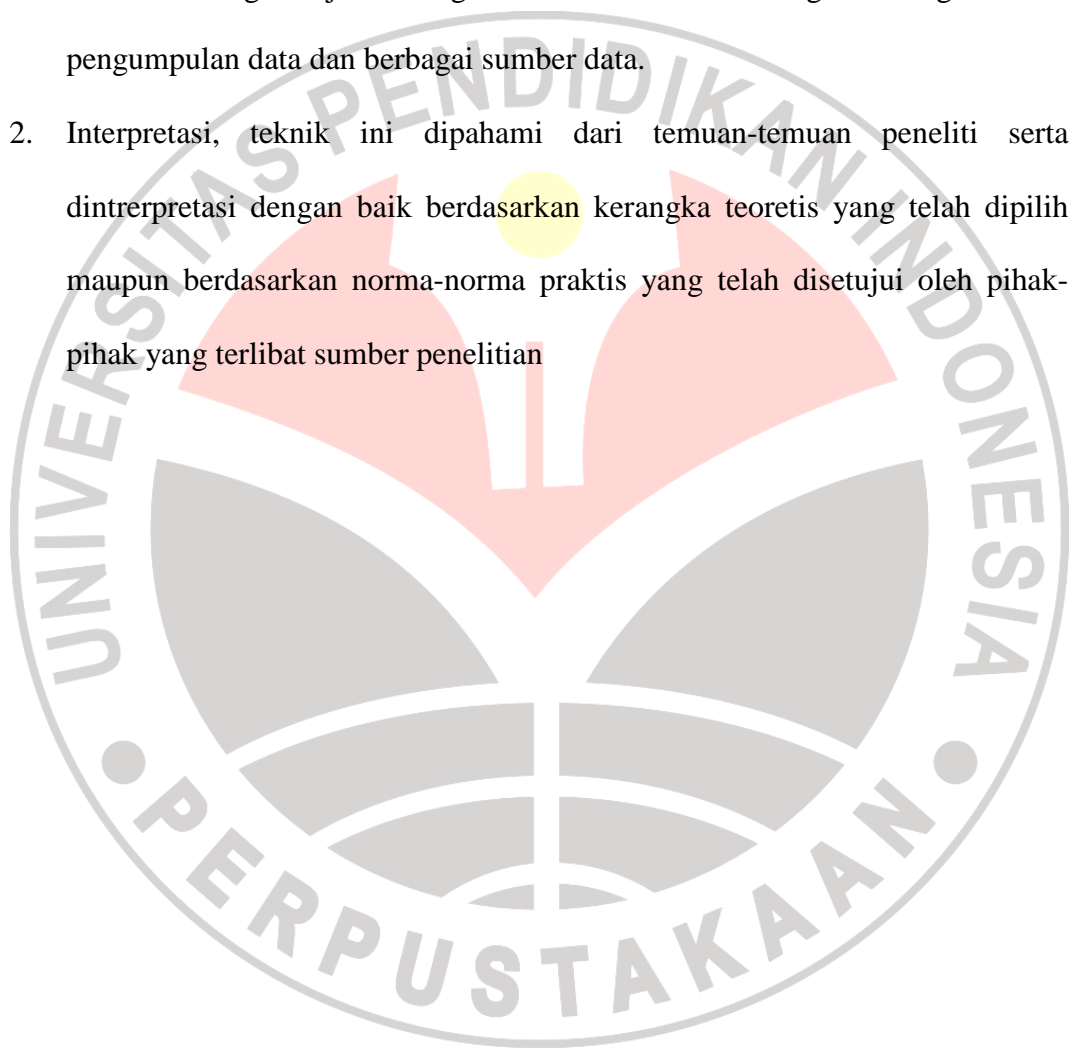 pengumpulan data dan berbagai sumber data.
2. Interpretasi, teknik ini dipahami dari temuan-temuan peneliti serta
dintrerpretasi dengan baik berdasarkan kerangka teoretis yang telah dipilih
maupun berdasarkan norma-norma praktis yang telah disetujui oleh pihak-
pihak yang terlibat sumber penelitian
UNIVERSITAS PENDIDIKAN INDONESIA
PERPUSTAKAAN